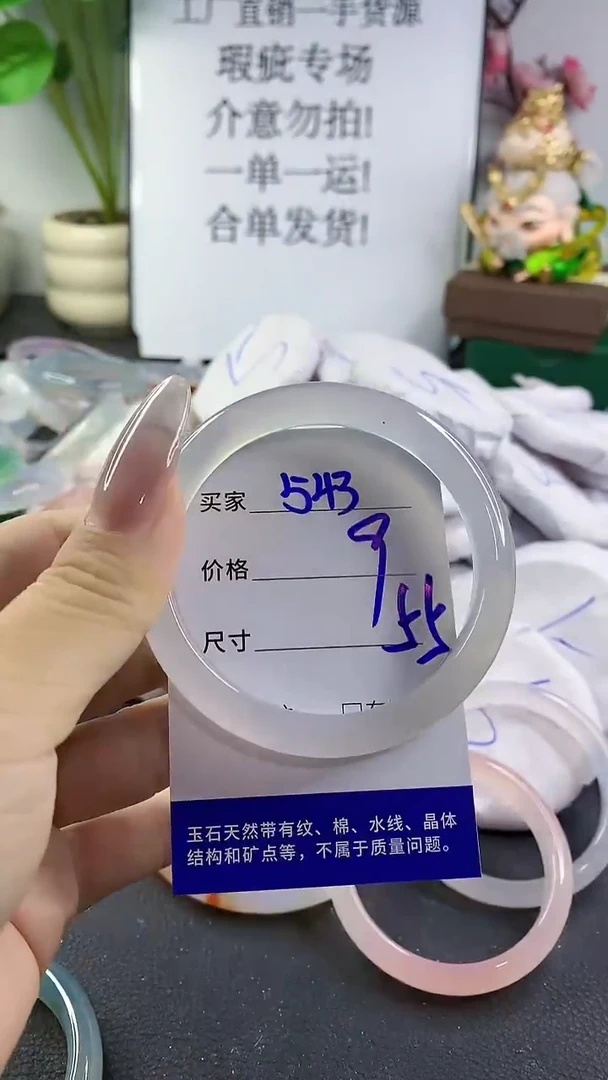 工厂直销一手货源
瑕疵专场
介意勿拍!
一单一运!
合单发货!
买家 543
价格 9
尺寸 55
玉石天然带有纹、棉、水线、晶体
结构和矿点等，不属于质量问题。